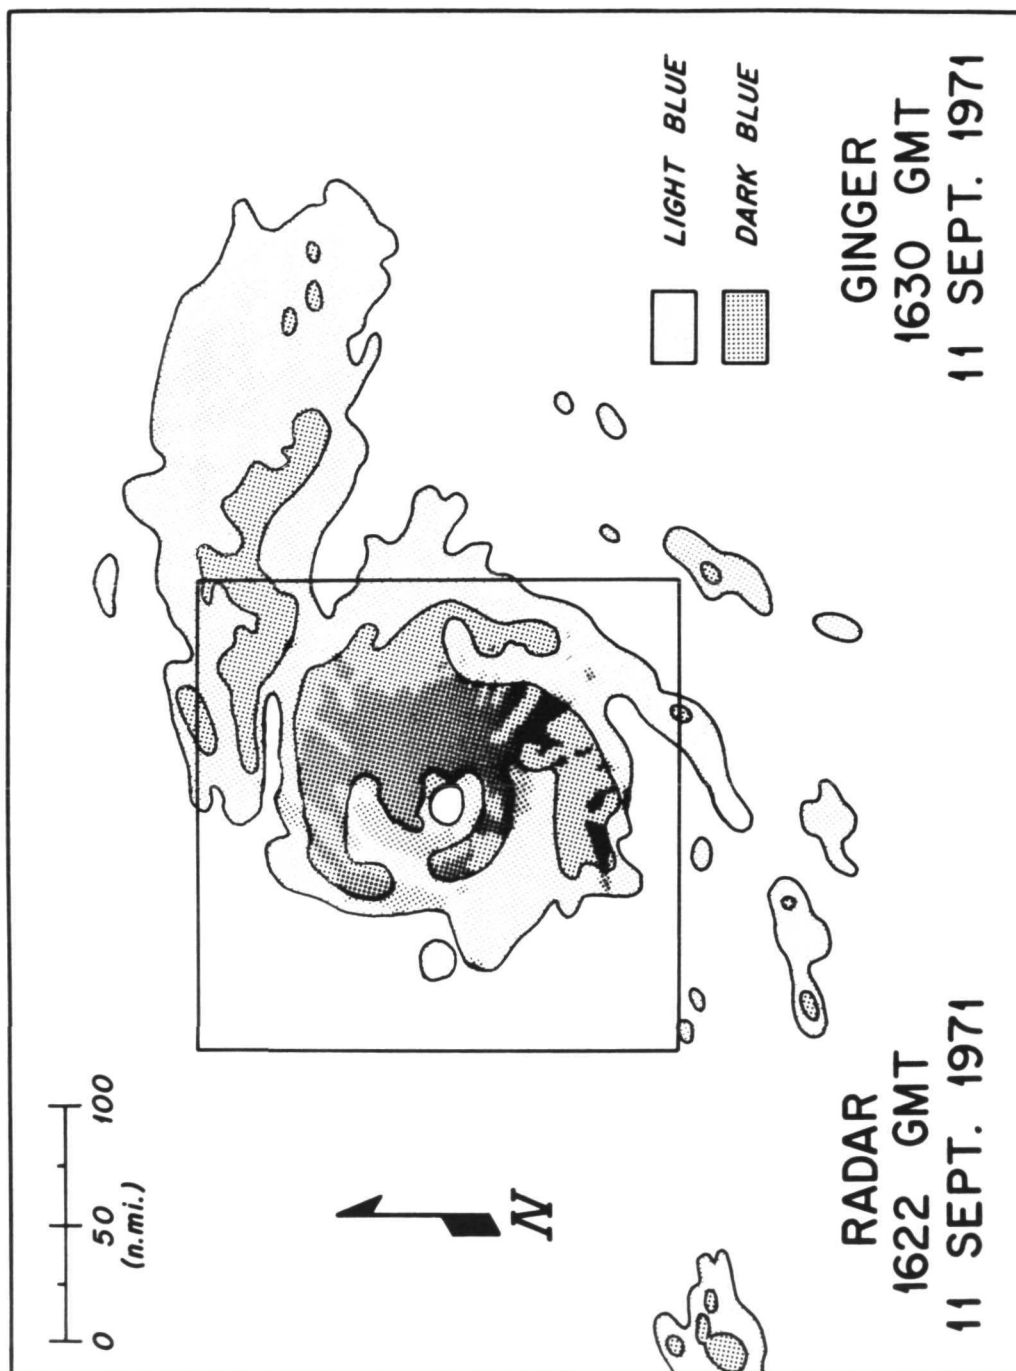 0 50 100
(n.mi.)
N
LIGHT BLUE
DARK BLUE
RADAR
1622 GMT
11 SEPT. 1971
GINGER
1630 GMT
11 SEPT. 1971